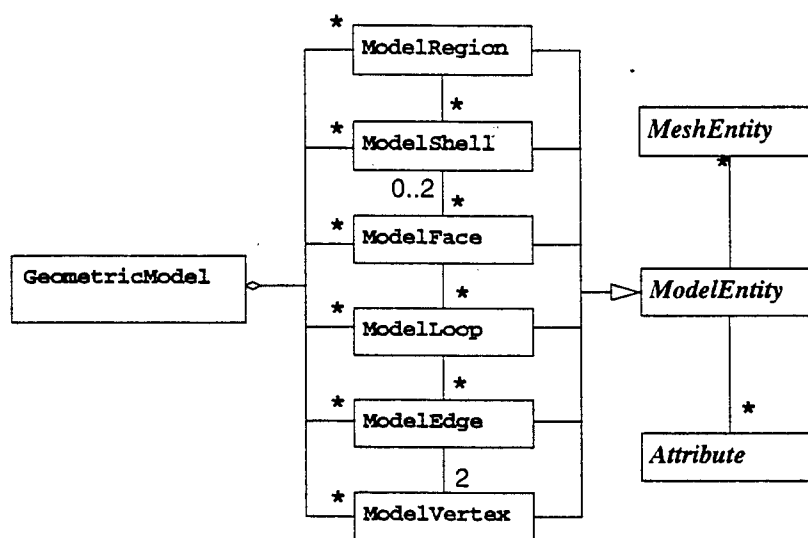 * ModelRegion
*
* ModelShell
MeshEntity
*
0..2
*
* ModelFace
GeometricModel
ModelEntity
*
* ModelLoop
*
* ModelEdge
*
Attribute
2
* ModelVertex